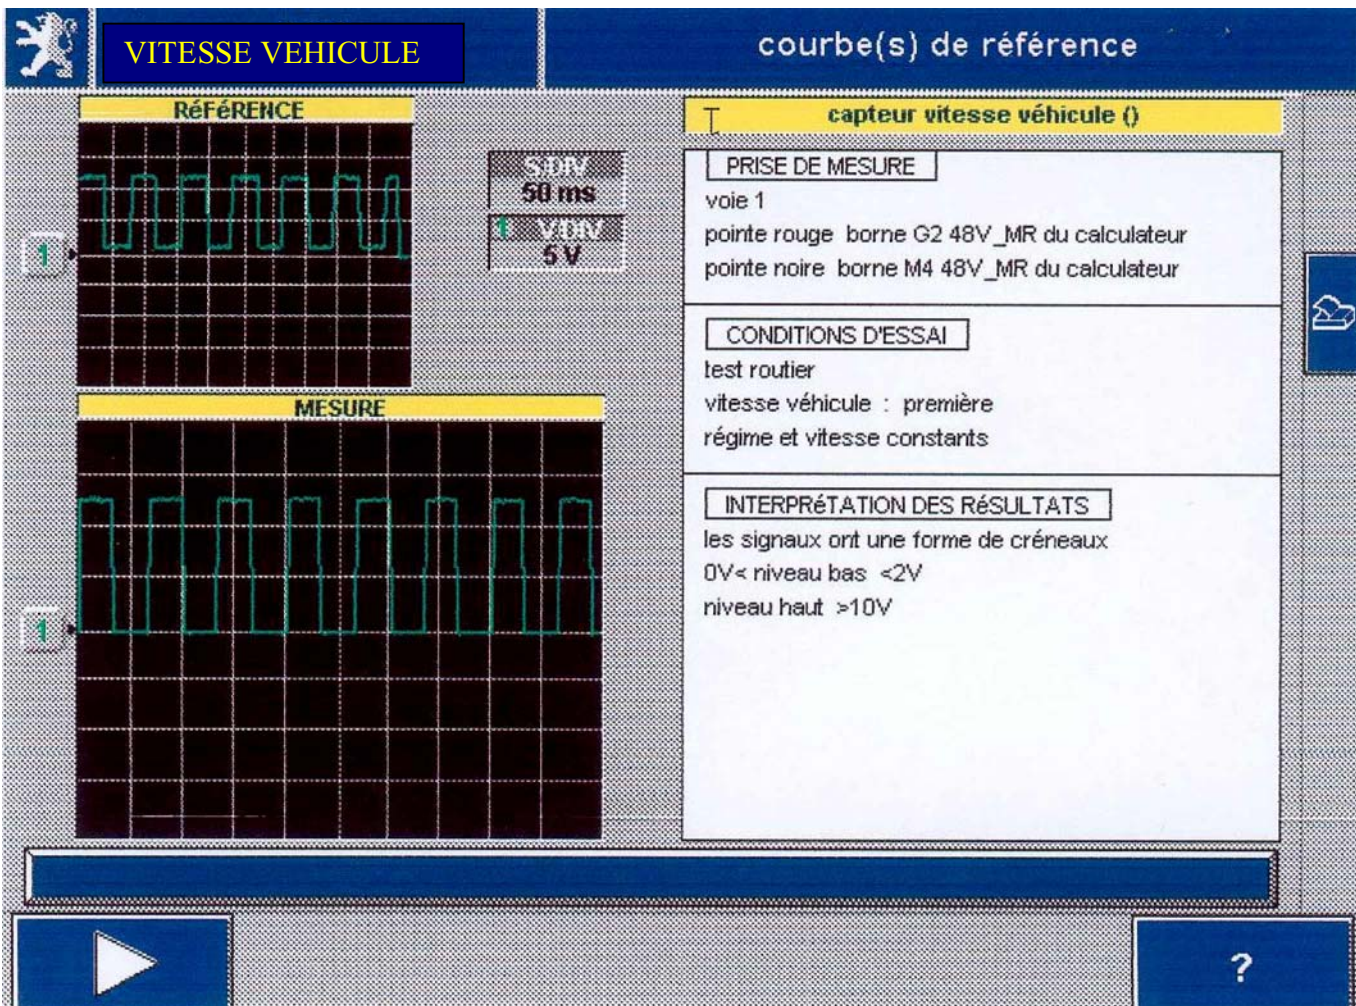 VITESSE VEHICULE
courbe(s) de référence
RéFéRENCE
S/DIV
50 ms
1 V/DIV
5 V
1
MESURE
1
capteur vitesse véhicule ()
PRISE DE MESURE
voie 1
pointe rouge borne G2 48V_MR du calculateur
pointe noire borne M4 48V_MR du calculateur
CONDITIONS D'ESSAI
test routier
vitesse véhicule : première
régime et vitesse constants
INTERPRéTATION DES RéSULTATS
les signaux ont une forme de créneaux
0V< niveau bas <2V
niveau haut >10V
?